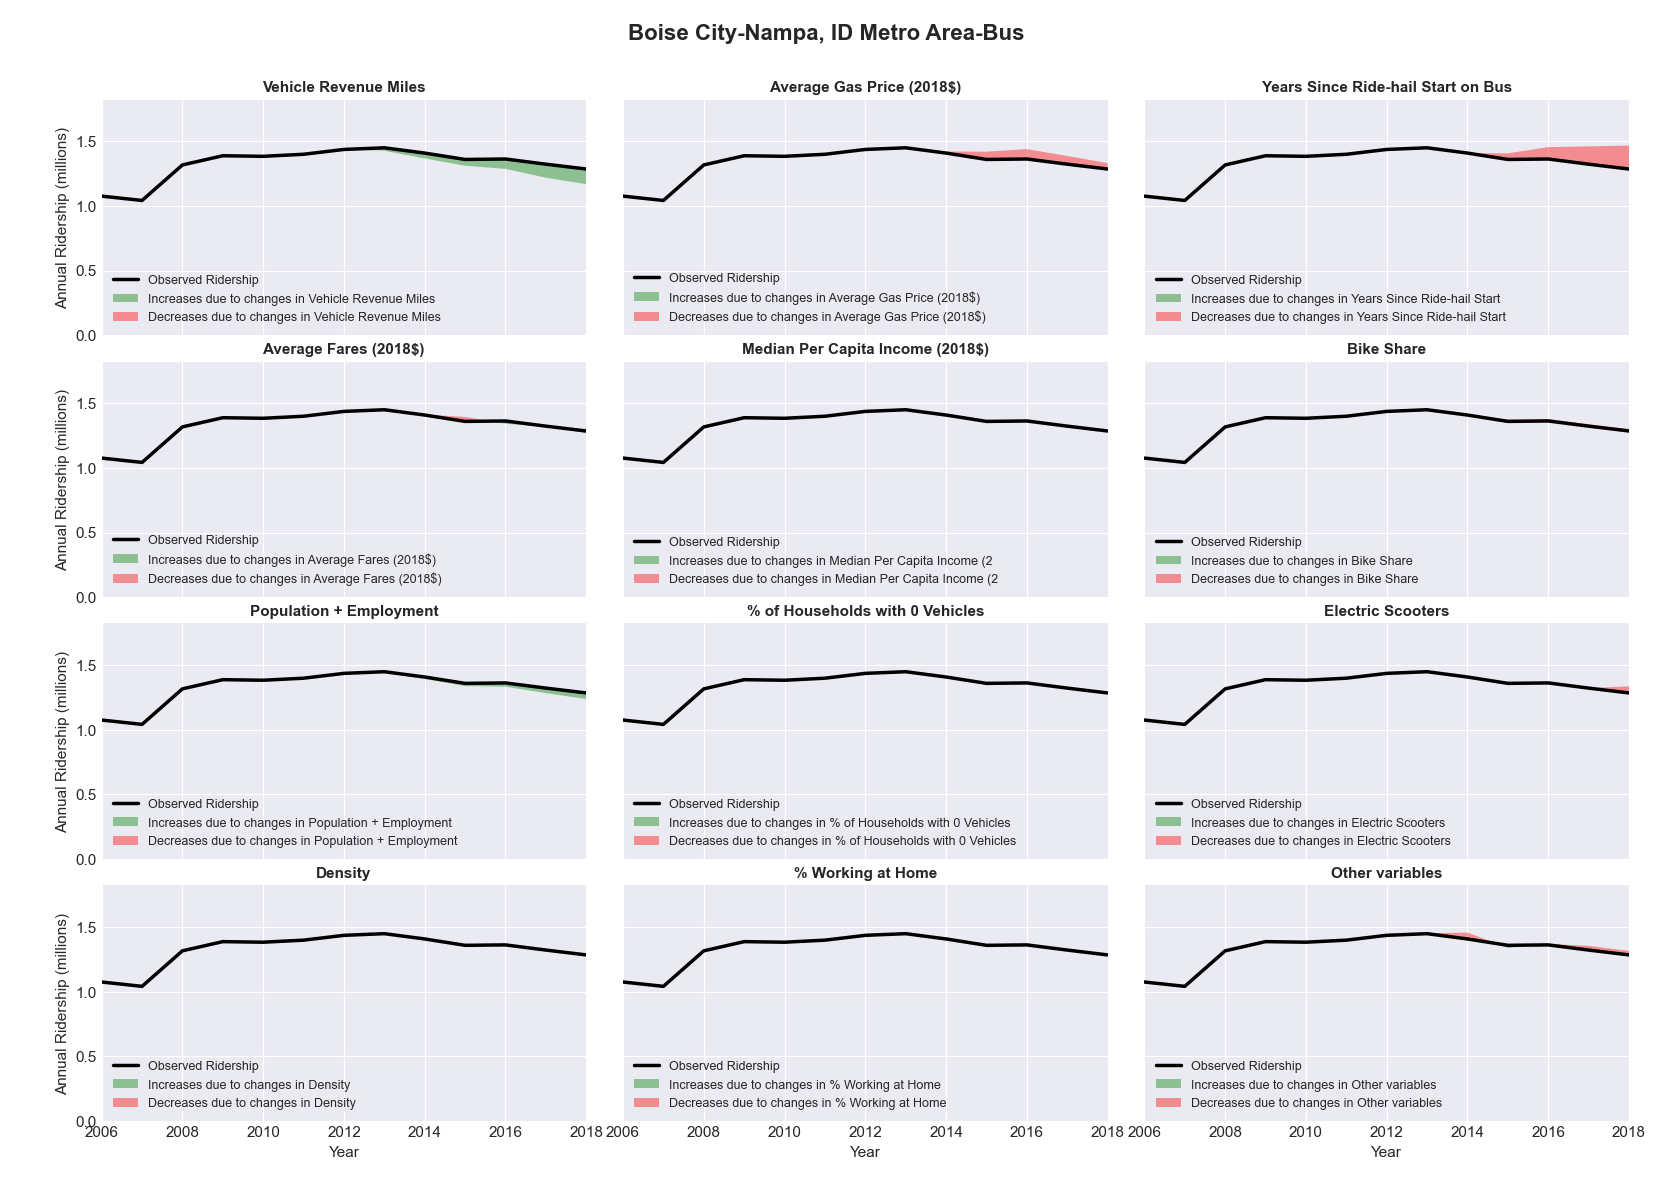 Boise City-Nampa, ID Metro Area-Bus
Vehicle Revenue Miles
Annual Ridership (millions)
1.5
1.0
0.5
0.0
Observed Ridership
Increases due to changes in Vehicle Revenue Miles
Decreases due to changes in Vehicle Revenue Miles
Average Gas Price (2018$)
Observed Ridership
Increases due to changes in Average Gas Price (2018$)
Decreases due to changes in Average Gas Price (2018$)
Years Since Ride-hail Start on Bus
Observed Ridership
Increases due to changes in Years Since Ride-hail Start
Decreases due to changes in Years Since Ride-hail Start
Average Fares (2018$)
Annual Ridership (millions)
1.5
1.0
0.5
0.0
Observed Ridership
Increases due to changes in Average Fares (2018$)
Decreases due to changes in Average Fares (2018$)
Median Per Capita Income (2018$)
Observed Ridership
Increases due to changes in Median Per Capita Income (2
Decreases due to changes in Median Per Capita Income (2
Bike Share
Observed Ridership
Increases due to changes in Bike Share
Decreases due to changes in Bike Share
Population + Employment
Annual Ridership (millions)
1.5
1.0
0.5
0.0
Observed Ridership
Increases due to changes in Population + Employment
Decreases due to changes in Population + Employment
% of Households with 0 Vehicles
Observed Ridership
Increases due to changes in % of Households with 0 Vehicles
Decreases due to changes in % of Households with 0 Vehicles
Electric Scooters
Observed Ridership
Increases due to changes in Electric Scooters
Decreases due to changes in Electric Scooters
Density
Annual Ridership (millions)
1.5
1.0
0.5
0.0
Observed Ridership
Increases due to changes in Density
Decreases due to changes in Density
2006 2008 2010 2012 2014 2016 2018
Year
% Working at Home
Observed Ridership
Increases due to changes in % Working at Home
Decreases due to changes in % Working at Home
2006 2008 2010 2012 2014 2016 2018
Year
Other variables
Observed Ridership
Increases due to changes in Other variables
Decreases due to changes in Other variables
2006 2008 2010 2012 2014 2016 2018
Year